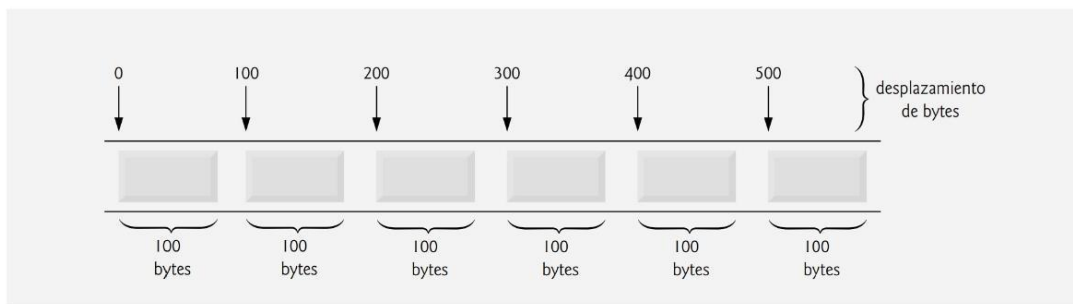 0 100 200 300 400 500
desplazamiento
de bytes
100 100 100 100 100 100
bytes bytes bytes bytes bytes bytes